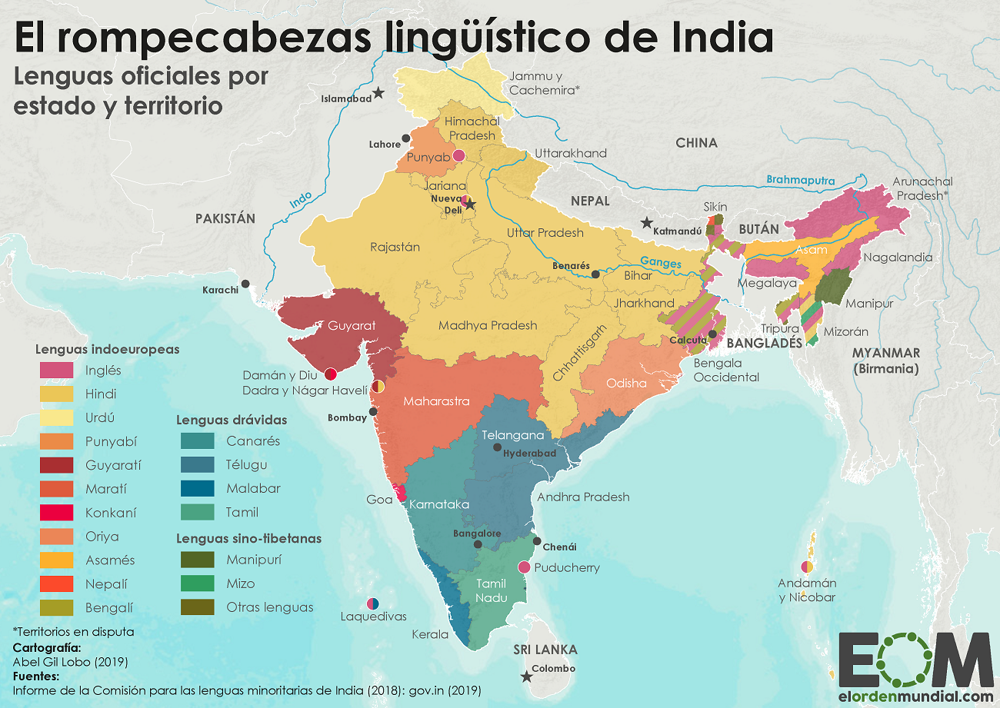 El rompecabezas lingüístico de India
Lenguas oficiales por
estado y territorio
Jammu y
Cachemira*
Islamabad
Himachal
Pradesh
Lahore
Punyab
Uttarakhand
CHINA
Brahmaputra
Arunachal
Pradesh*
Indo
Jariana
Nueva
Deli
NEPAL
Sikín
PAKISTÁN
Katmandú
BUTÁN
Uttar Pradesh
Rajastán
Asam
Nagalandia
Benarés
Ganges
Bihar
Megalaya
Karachi
Jharkhand
Manipur
Guyarat
Madhya Pradesh
Chhattisgarh
Calcuta
BANGLADÉS
Tripura
Mizorán
MYANMAR
(Birmania)
Bengala
Occidental
Damán y Diu
Dadra y Nágar Havelí
Odisha
Maharastra
Bombay
Telangana
Hyderabad
Goa
Karnataka
Andhra Pradesh
Bangalore
Chenái
Puducherry
Tamil
Nadu
Andamán
y Nicobar
Laquedivas
Kerala
SRI LANKA
Colombo
Lenguas indoeuropeas
Inglés
Hindi
Urdú
Punyabí
Guyaratí
Maratí
Konkaní
Oriya
Asamés
Nepalí
Bengalí
Lenguas drávidas
Canarés
Télugu
Malabar
Tamil
Lenguas sino-tibetanas
Manipurí
Mizo
Otras lenguas
*Territorios en disputa
Cartografía:
Abel Gil Lobo (2019)
Fuentes:
Informe de la Comisión para las lenguas minoritarias de India (2018): gov.in (2019)
EOM
elordenmundial.com